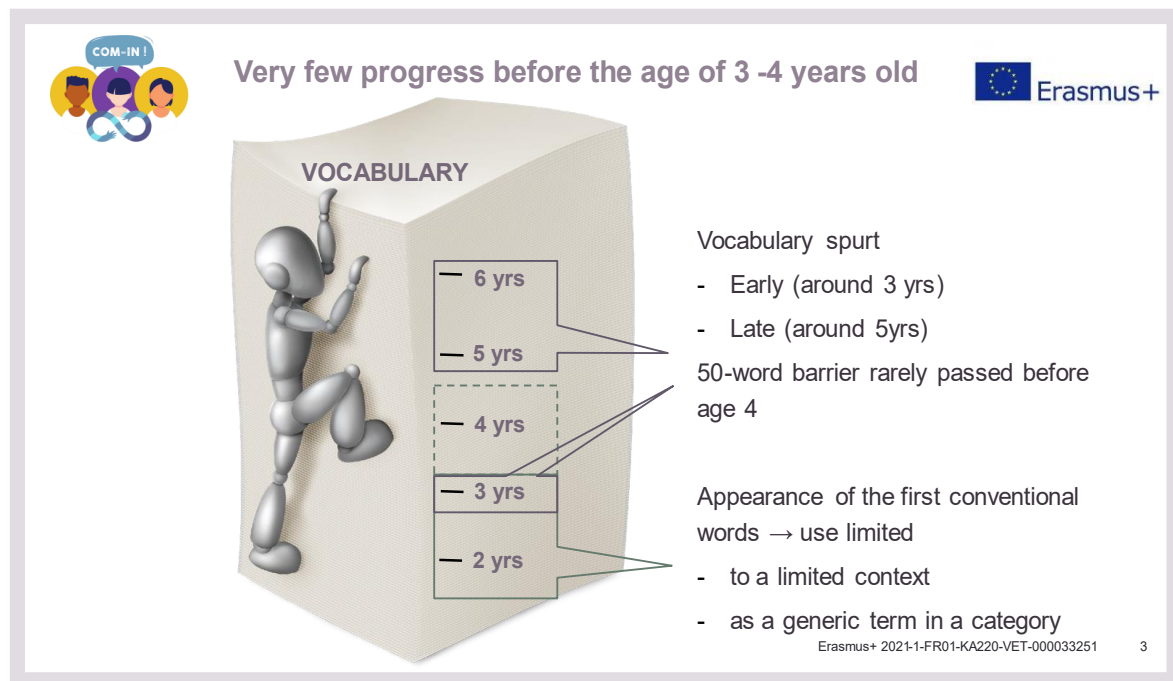 COM-IN !
Very few progress before the age of 3 -4 years old
Erasmus+
VOCABULARY
6 yrs
5 yrs
4 yrs
3 yrs
2 yrs
Vocabulary spurt
- Early (around 3 yrs)
- Late (around 5yrs)
50-word barrier rarely passed before
age 4
Appearance of the first conventional
words → use limited
- to a limited context
- as a generic term in a category
Erasmus+ 2021-1-FR01-KA220-VET-000033251 3